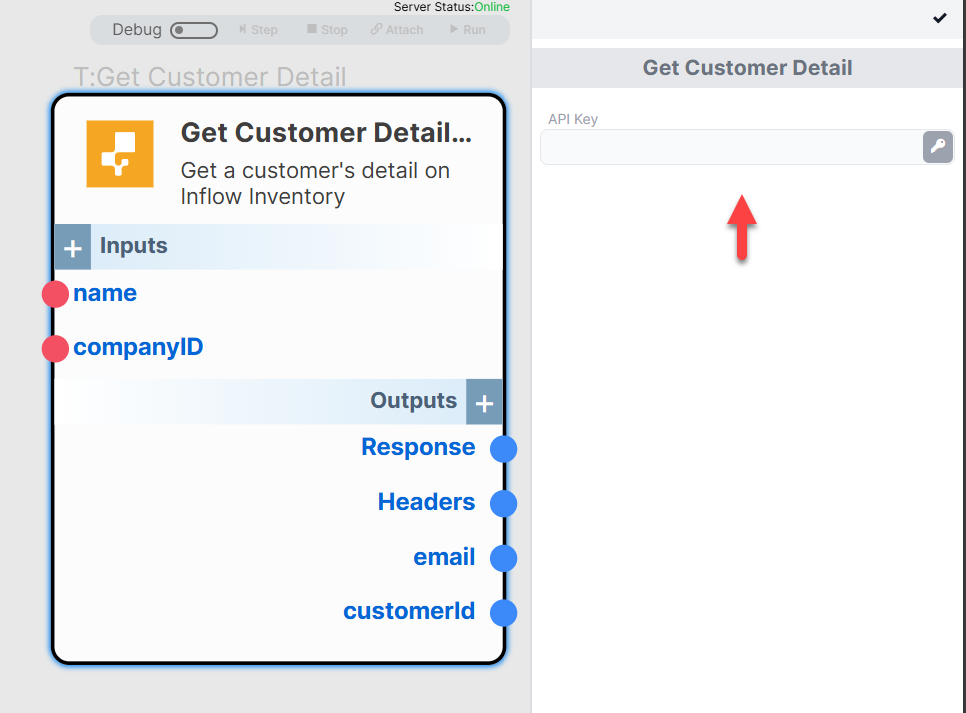 Server Status:Online
Debug Step Stop Attach Run
T:Get Customer Detail
Get Customer Detail...
Get a customer's detail on
Inflow Inventory
+ Inputs
name
companyID
Outputs +
Response
Headers
email
customerId
Get Customer Detail
API Key